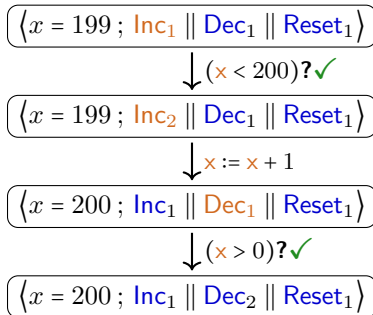 ⟨x = 199 ; Inc₁ || Dec₁ || Reset₁⟩
(x < 200)?✓
⟨x = 199 ; Inc₂ || Dec₁ || Reset₁⟩
x := x + 1
⟨x = 200 ; Inc₁ || Dec₁ || Reset₁⟩
(x > 0)?✓
⟨x = 200 ; Inc₁ || Dec₂ || Reset₁⟩